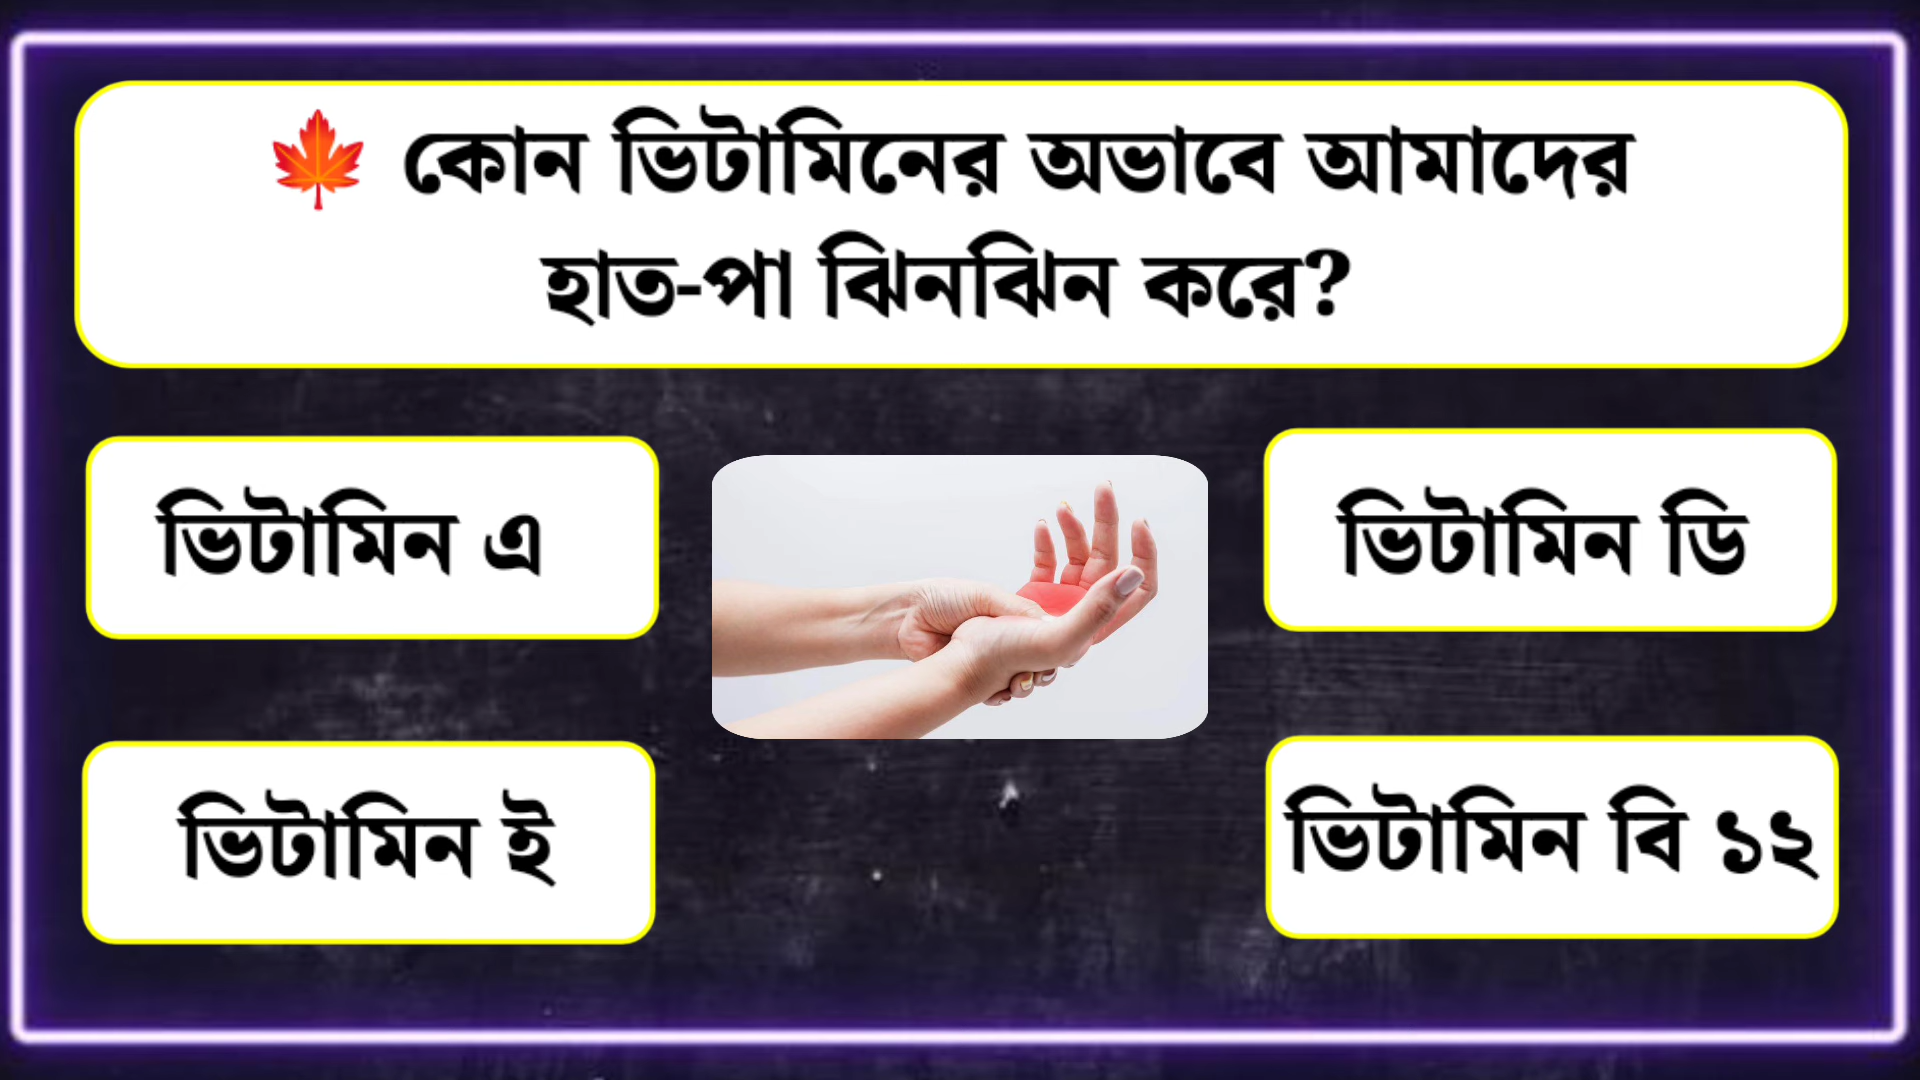 🍁 কোন ভিটামিনের অভাবে আমাদের
হাত-পা ঝিনঝিন করে?
ভিটামিন এ
ভিটামিন ডি
ভিটামিন ই
ভিটামিন বি ১২